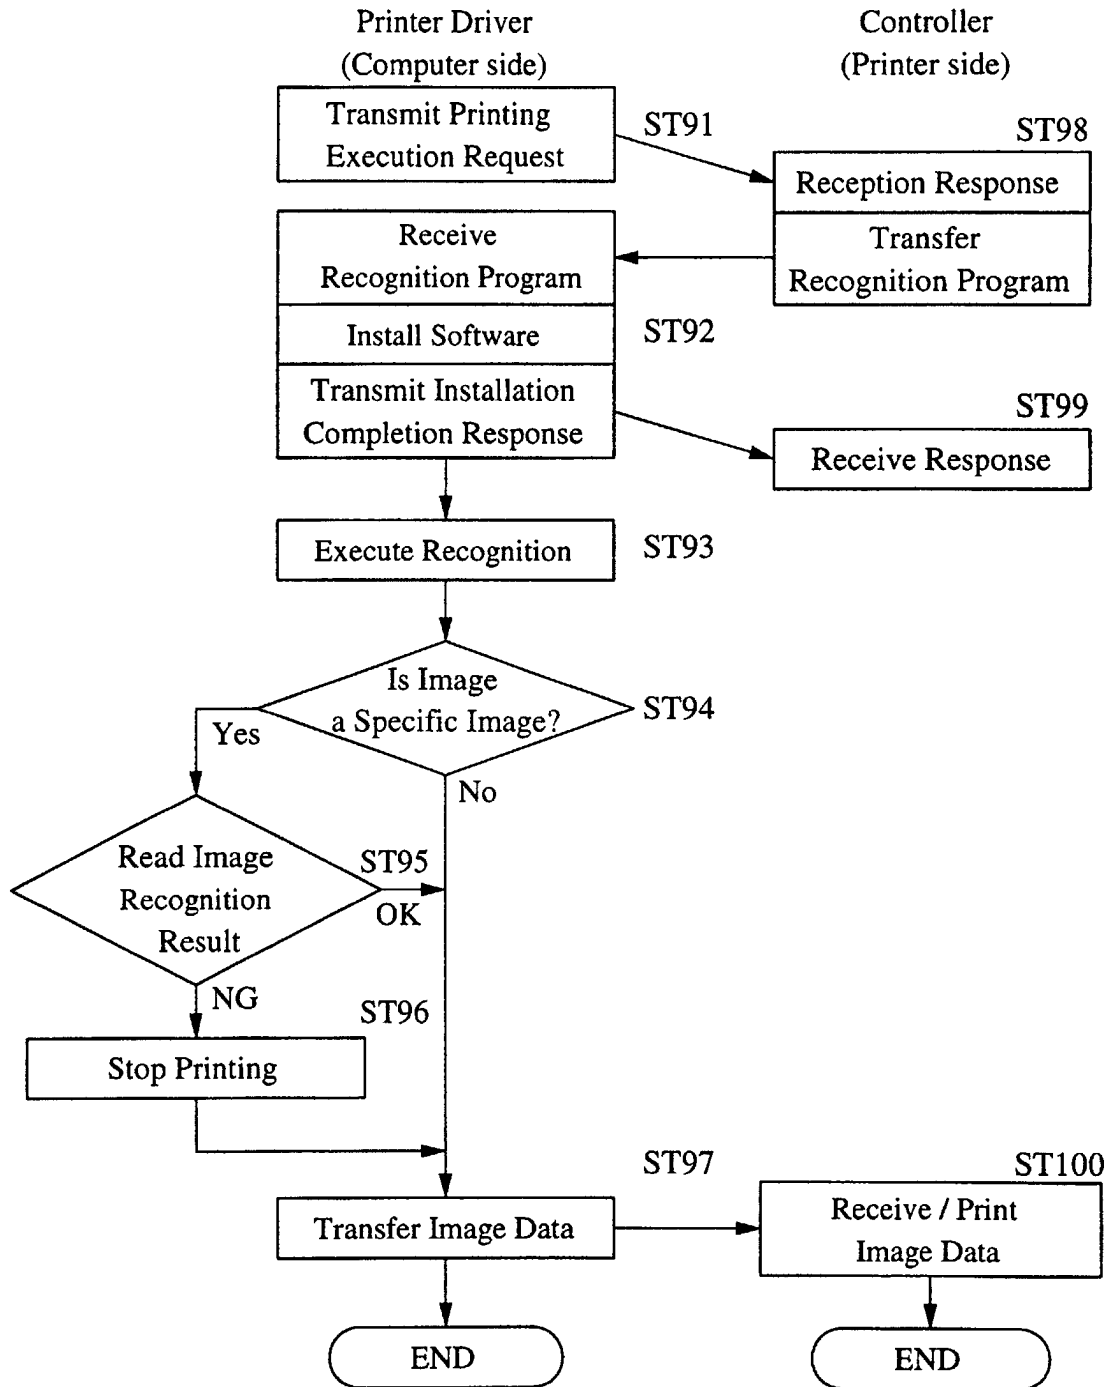 Printer Driver
(Computer side)
Controller
(Printer side)
Transmit Printing
Execution Request
ST91
ST98
Reception Response
Receive
Recognition Program
Transfer
Recognition Program
Install Software
ST92
Transmit Installation
Completion Response
ST99
Receive Response
Execute Recognition
ST93
Is Image
a Specific Image?
ST94
Yes
No
Read Image
Recognition
Result
ST95
OK
NG
ST96
Stop Printing
ST97
ST100
Transfer Image Data
Receive / Print
Image Data
END
END